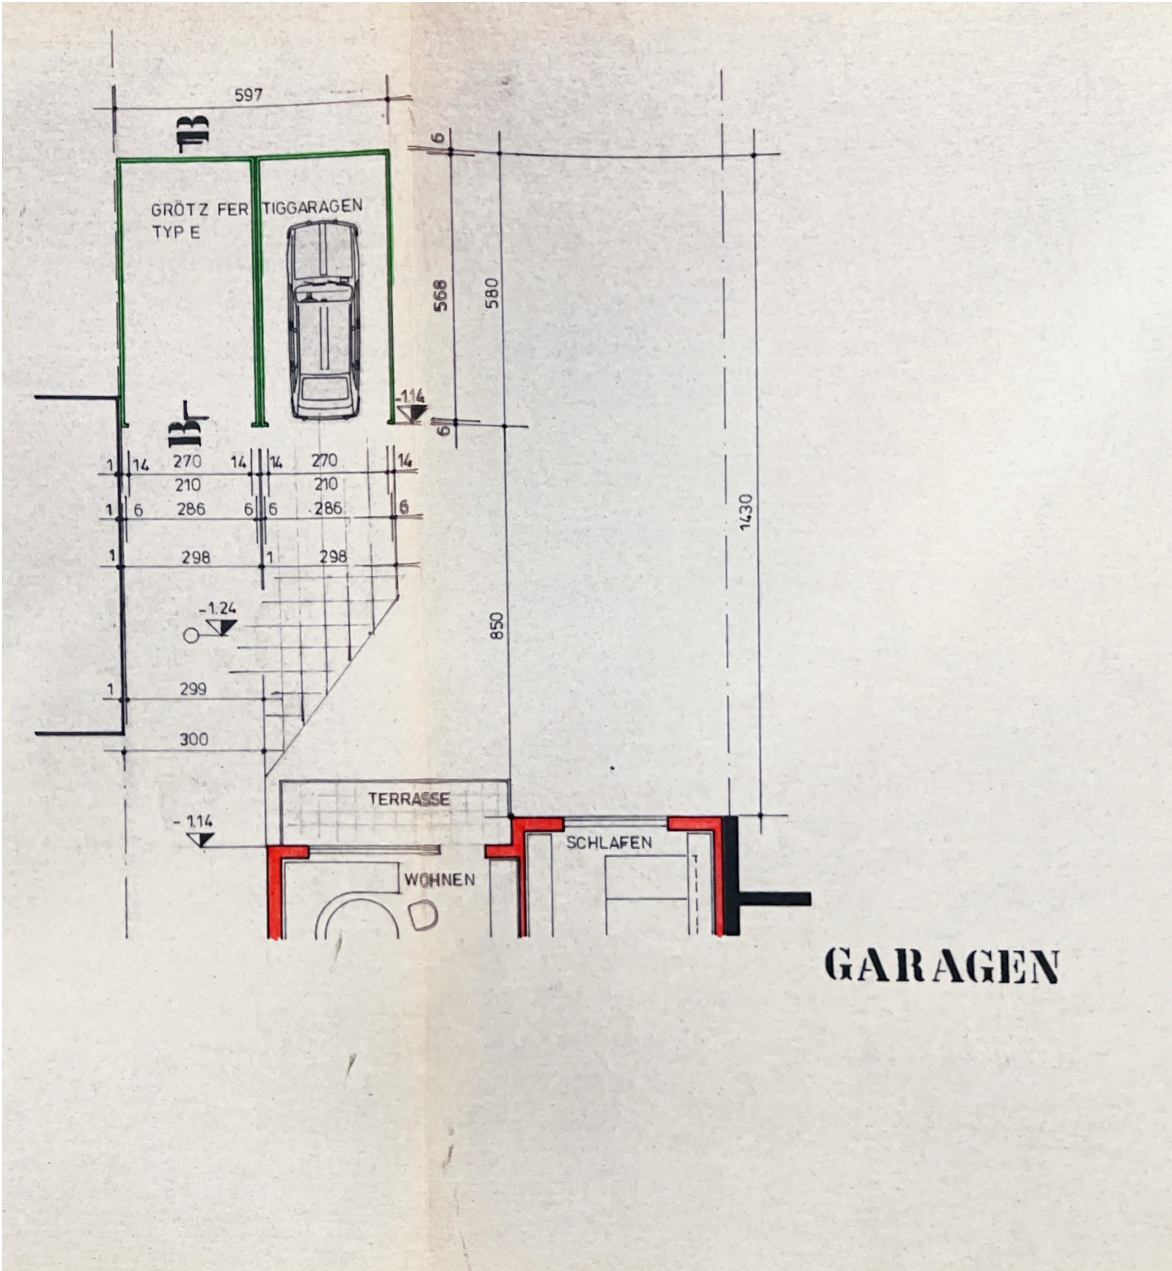 597
B
6
GRÖTZ FERTIGGARAGEN
TYP E
568
580
-1.14
B
6
1 14 270 14 14 270 14
210 210
1 6 286 6 6 286 6
1430
1 298 1 298
-1.24
850
1 299
300
TERRASSE
-1.14
SCHLAFEN
WOHNEN
GARAGEN